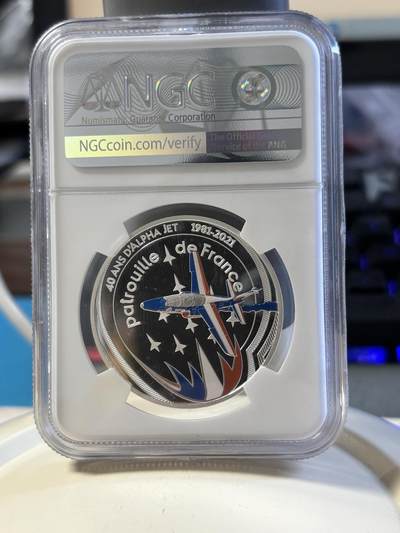 NGC
Numismatic Guaranty Corporation
NGCcoin.com/verify
The Official Grading
Service of the ANA
40 ANS D'ALPHA JET 1981-2021
Patrouille de France